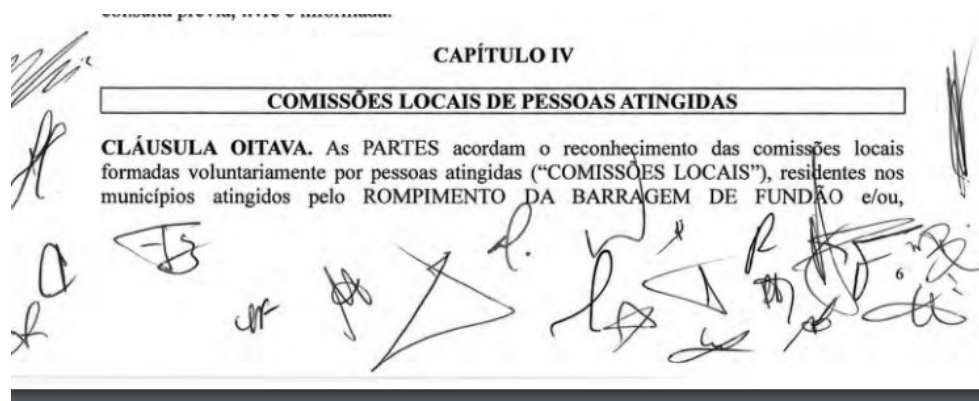 CAPÍTULO IV
COMISSÕES LOCAIS DE PESSOAS ATINGIDAS
CLÁUSULA OITAVA. As PARTES acordam o reconhecimento das comissões locais
formadas voluntariamente por pessoas atingidas (“COMISSÕES LOCAIS”), residentes nos
municípios atingidos pelo ROMPIMENTO DA BARRAGEM DE FUNDÃO e/ou,
6